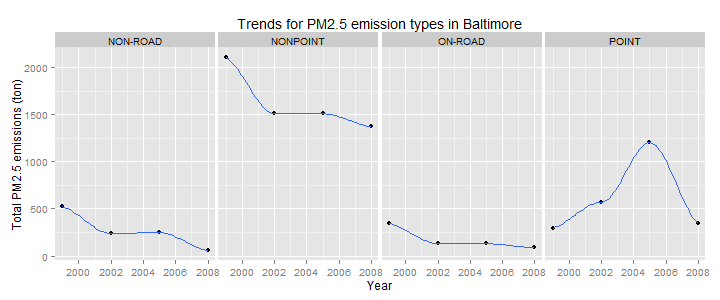 Trends for PM2.5 emission types in Baltimore
NON-ROAD NONPOINT ON-ROAD POINT
Total PM2.5 emissions (ton)
2000
1500
1000
500
0
2000 2002 2004 2006 2008 2000 2002 2004 2006 2008 2000 2002 2004 2006 2008 2000 2002 2004 2006 2008
Year